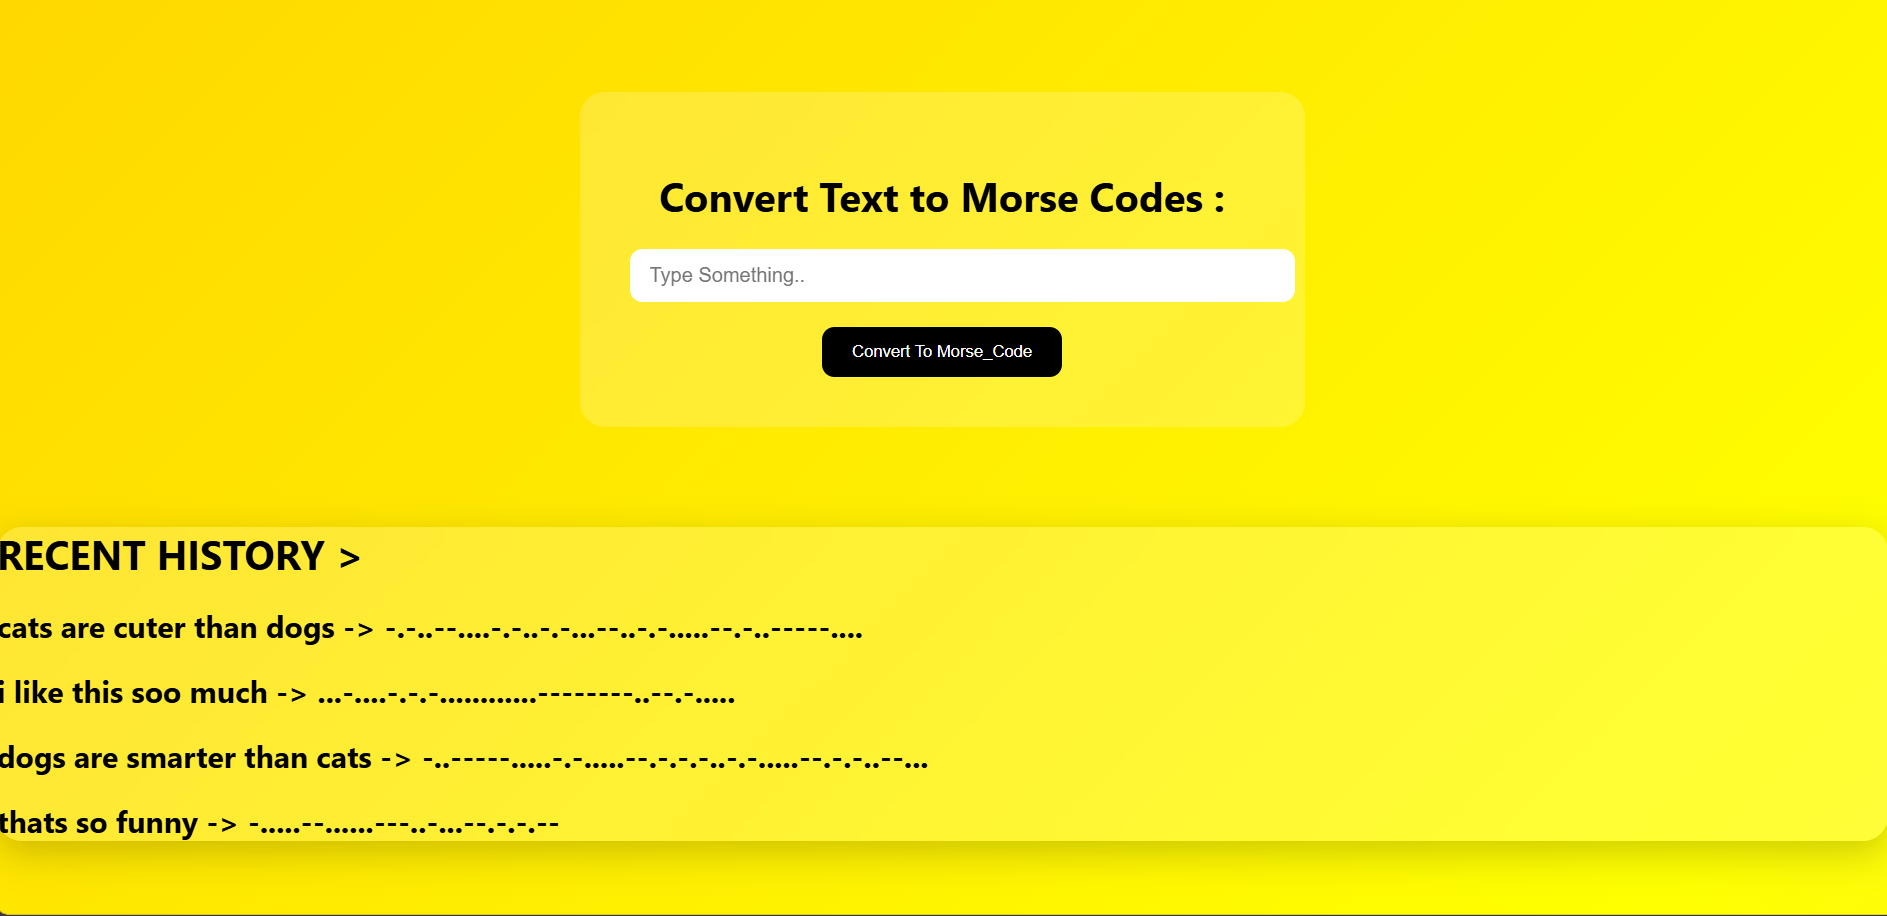 Convert Text to Morse Codes :
Type Something..
Convert To Morse_Code
RECENT HISTORY >
cats are cuter than dogs -> -.-..--....-.-..-.-...--..-.-.....--.-..-----....
i like this soo much -> ...-....-.-.-............--------..--.-.....
dogs are smarter than cats -> -..-----.....-.-.....--.-.-.-..-.-.....--.-.-..--...
thats so funny -> -.....--......---..-...--.-.-.--